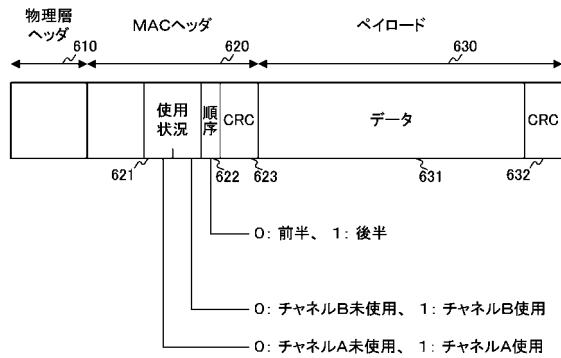 物理層
ヘッダ 610
MACヘッダ 620
ペイロード 630
使用
状況
順
序
CRC
データ
CRC
621
622
623
631
632
0: 前半、 1: 後半
0: チャネルB未使用、 1: チャネルB使用
0: チャネルA未使用、 1: チャネルA使用